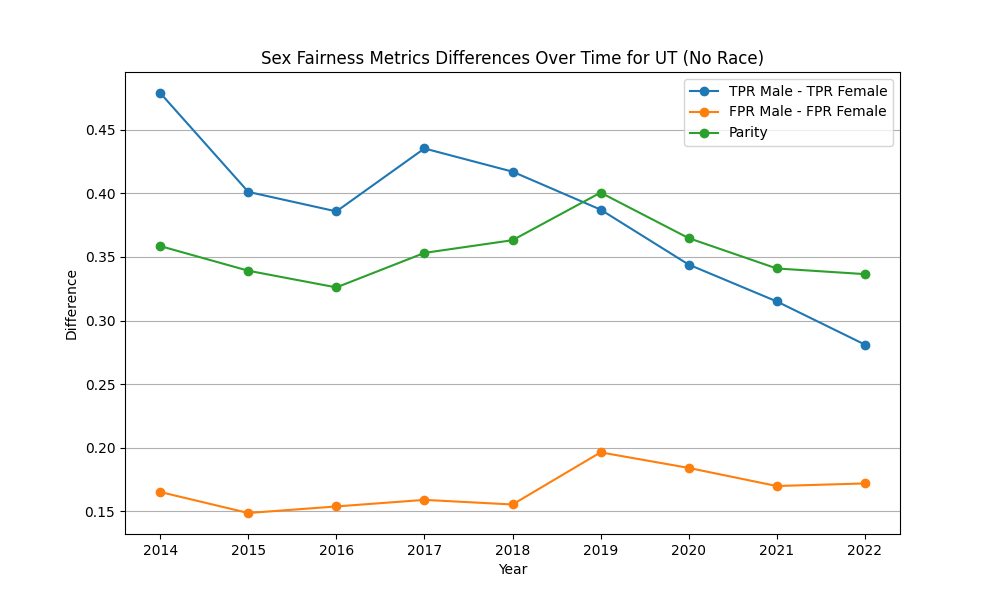 Sex Fairness Metrics Differences Over Time for UT (No Race)
TPR Male - TPR Female
FPR Male - FPR Female
Parity
Difference
0.45
0.40
0.35
0.30
0.25
0.20
0.15
2014 2015 2016 2017 2018 2019 2020 2021 2022
Year